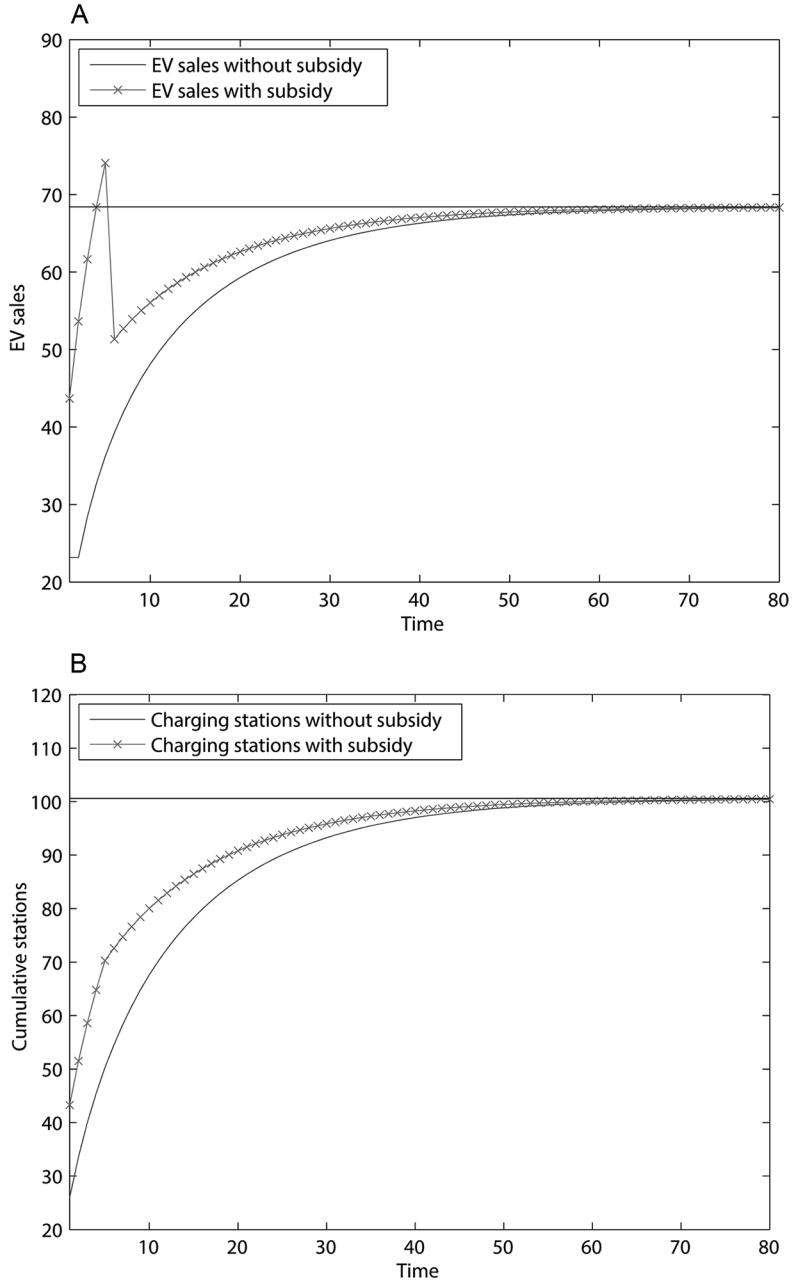 A
90
80
70
60
50
40
30
20
EV sales
EV sales without subsidy
EV sales with subsidy
10 20 30 40 50 60 70 80
Time
B
120
110
100
90
80
70
60
50
40
30
20
Cumulative stations
Charging stations without subsidy
Charging stations with subsidy
10 20 30 40 50 60 70 80
Time